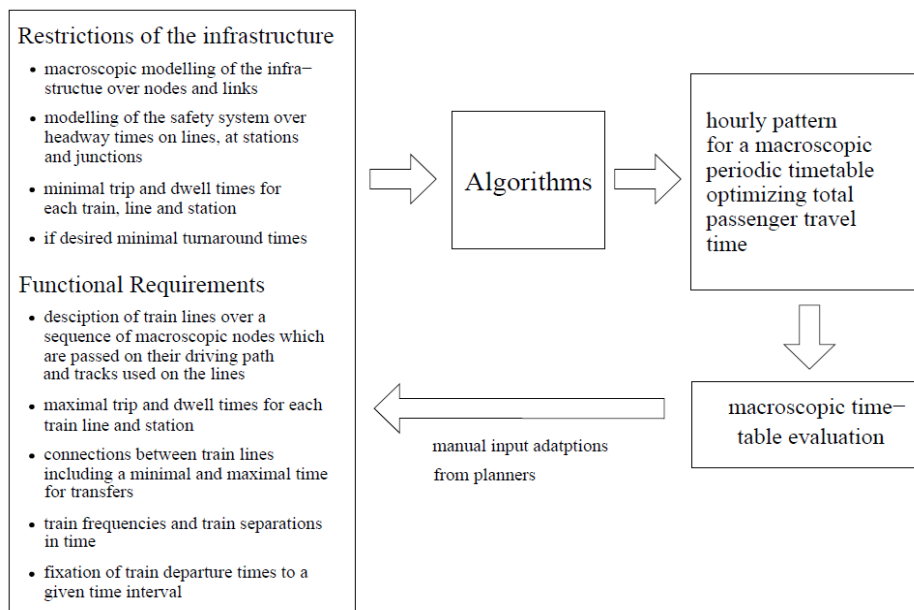 Restrictions of the infrastructure
• macroscopic modelling of the infra−
structue over nodes and links
• modelling of the safety system over
headway times on lines, at stations
and junctions
• minimal trip and dwell times for
each train, line and station
• if desired minimal turnaround times
Functional Requirements
• desciption of train lines over a
sequence of macroscopic nodes which
are passed on their driving path
and tracks used on the lines
• maximal trip and dwell times for each
train line and station
• connections between train lines
including a minimal and maximal time
for transfers
• train frequencies and train separations
in time
• fixation of train departure times to a
given time interval
Algorithms
hourly pattern
for a macroscopic
periodic timetable
optimizing total
passenger travel
time
macroscopic time−
table evaluation
manual input adatptions
from planners